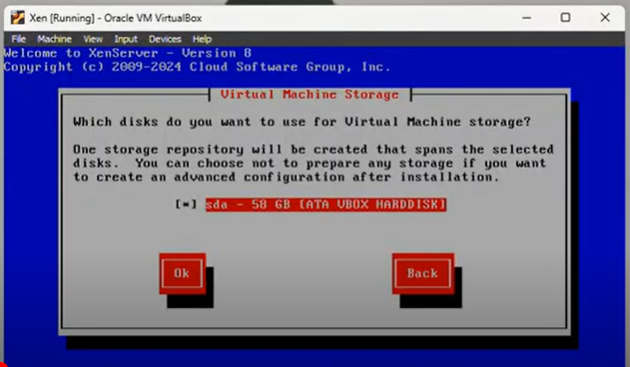 Xen [Running] - Oracle VM VirtualBox
File Machine View Input Devices Help
Welcome to XenServer - Version 8
Copyright (c) 2009-2024 Cloud Software Group, Inc.
Virtual Machine Storage
Which disks do you want to use for Virtual Machine storage?
One storage repository will be created that spans the selected
disks. You can choose not to prepare any storage if you want
to create an advanced configuration after installation.
[*] sda - 58 GB [ATA VBOX HARDDISK]
Ok Back